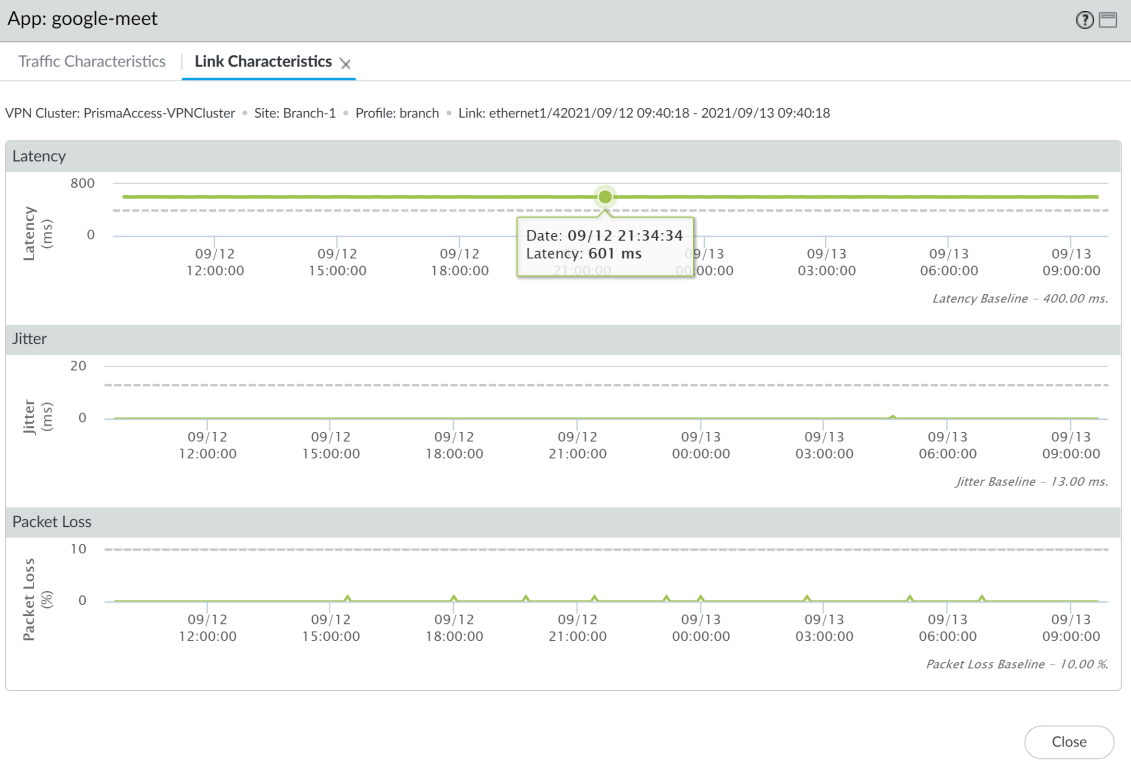 App: google-meet
Traffic Characteristics
Link Characteristics
VPN Cluster: PrismaAccess-VPNCluster • Site: Branch-1 • Profile: branch • Link: ethernet1/42021/09/12 09:40:18 - 2021/09/13 09:40:18
Latency
800
0
Latency
(ms)
Date: 09/12 21:34:34
Latency: 601 ms
09/12 09/12 09/12 9/13 09/13 09/13 09/13
12:00:00 15:00:00 18:00:00 21:00:00 00:00:00 03:00:00 06:00:00 09:00:00
Latency Baseline – 400.00 ms.
Jitter
20
0
Jitter
(ms)
09/12 09/12 09/12 09/12 09/13 09/13 09/13 09/13
12:00:00 15:00:00 18:00:00 21:00:00 00:00:00 03:00:00 06:00:00 09:00:00
Jitter Baseline – 13.00 ms.
Packet Loss
10
0
Packet Loss
(%)
09/12 09/12 09/12 09/12 09/13 09/13 09/13 09/13
12:00:00 15:00:00 18:00:00 21:00:00 00:00:00 03:00:00 06:00:00 09:00:00
Packet Loss Baseline – 10.00 %.
Close